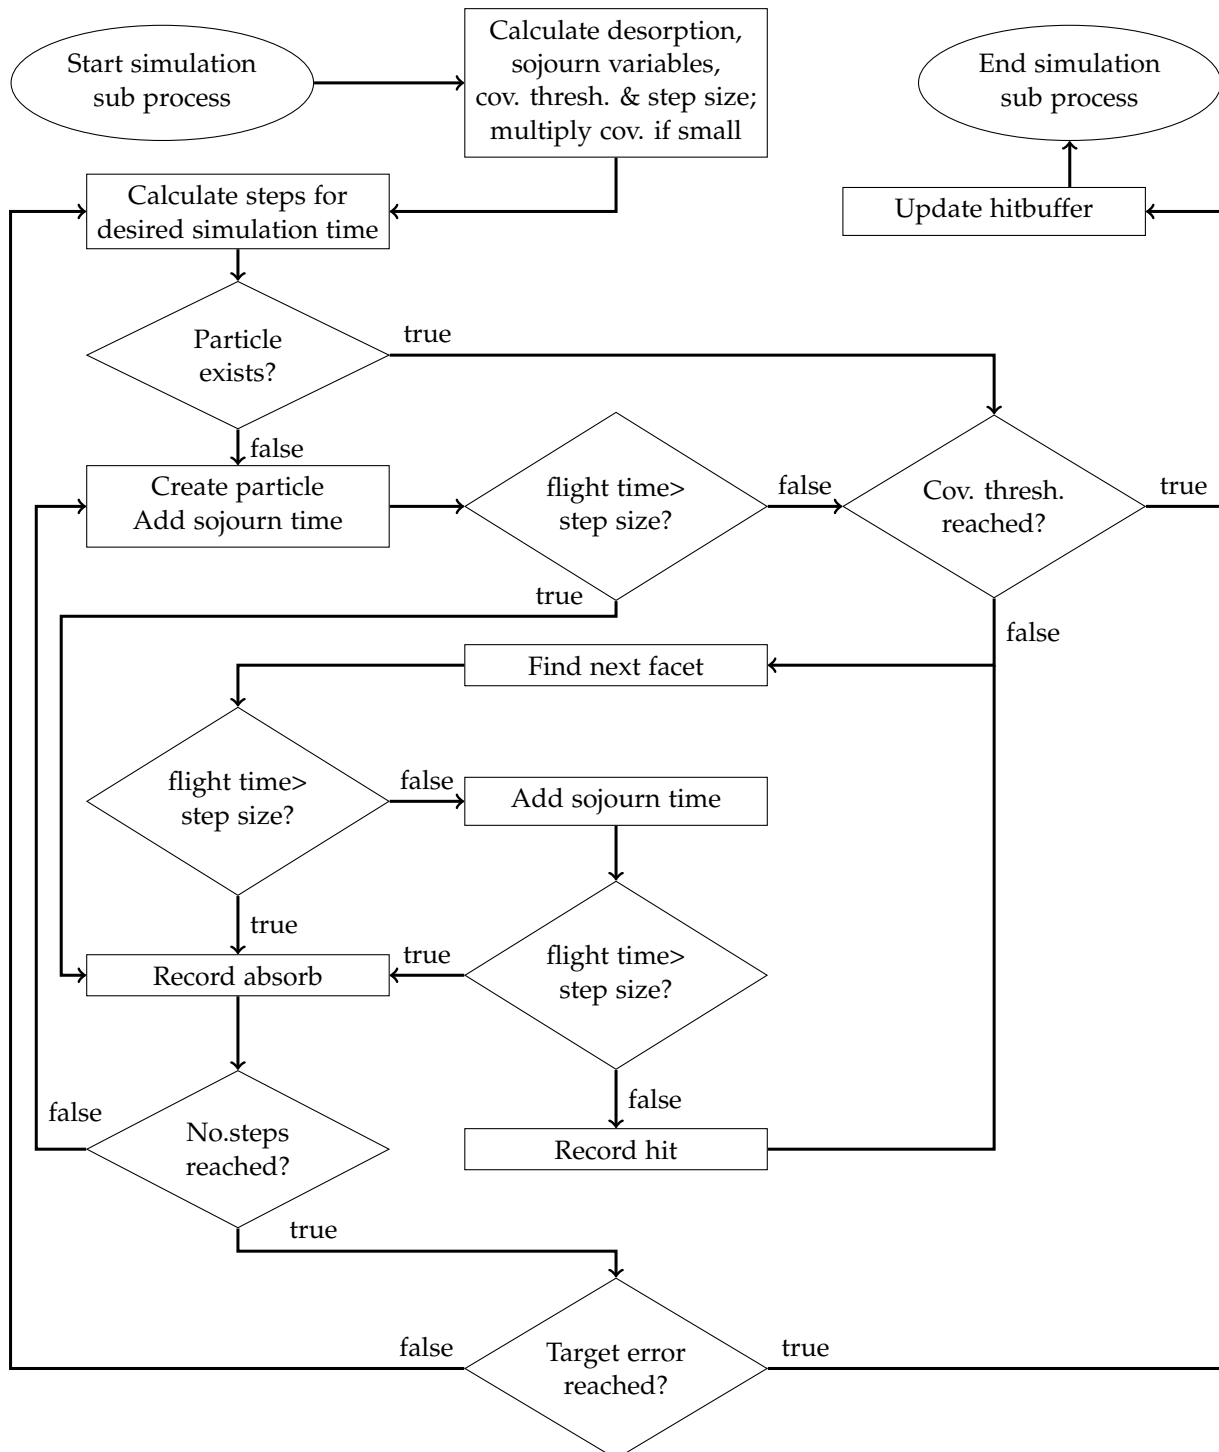 Start simulation
sub process
Calculate desorption,
sojourn variables,
cov. thresh. & step size;
multiply cov. if small
End simulation
sub process
Calculate steps for
desired simulation time
Update hitbuffer
Particle
exists?
true
false
Create particle
Add sojourn time
flight time>
step size?
false
Cov. thresh.
reached?
true
true
false
Find next facet
flight time>
step size?
false
Add sojourn time
true
flight time>
step size?
true
Record absorb
false
Record hit
false
No.steps
reached?
true
false
Target error
reached?
true